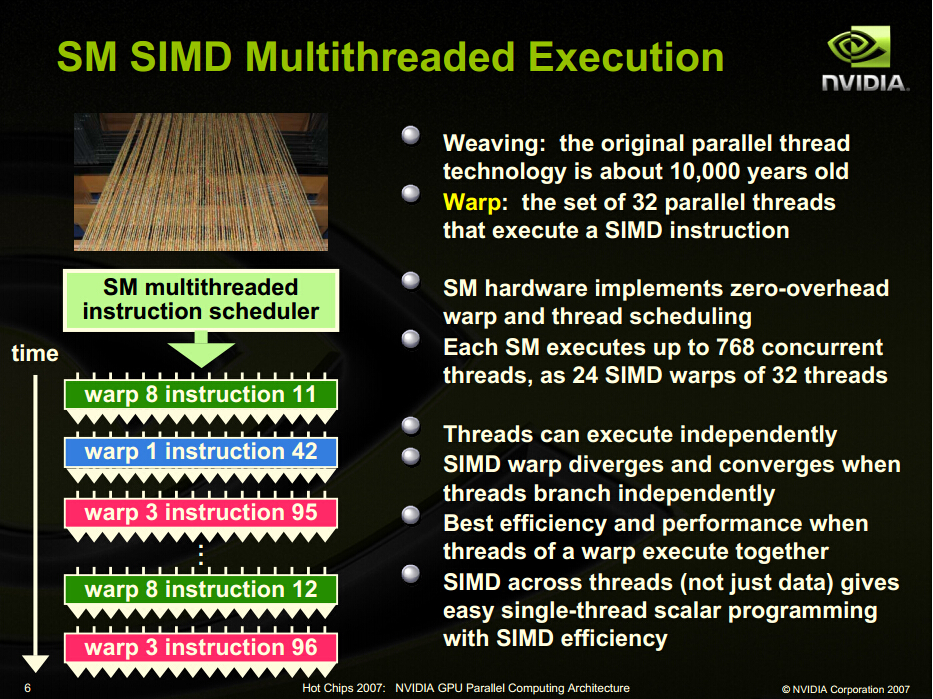 SM SIMD Multithreaded Execution
NVIDIA
Weaving: the original parallel thread
technology is about 10,000 years old
Warp: the set of 32 parallel threads
that execute a SIMD instruction
SM hardware implements zero-overhead
warp and thread scheduling
Each SM executes up to 768 concurrent
threads, as 24 SIMD warps of 32 threads
Threads can execute independently
SIMD warp diverges and converges when
threads branch independently
Best efficiency and performance when
threads of a warp execute together
SIMD across threads (not just data) gives
easy single-thread scalar programming
with SIMD efficiency
SM multithreaded
instruction scheduler
time
warp 8 instruction 11
warp 1 instruction 42
warp 3 instruction 95
⋮
warp 8 instruction 12
warp 3 instruction 96
6
Hot Chips 2007: NVIDIA GPU Parallel Computing Architecture
© NVIDIA Corporation 2007